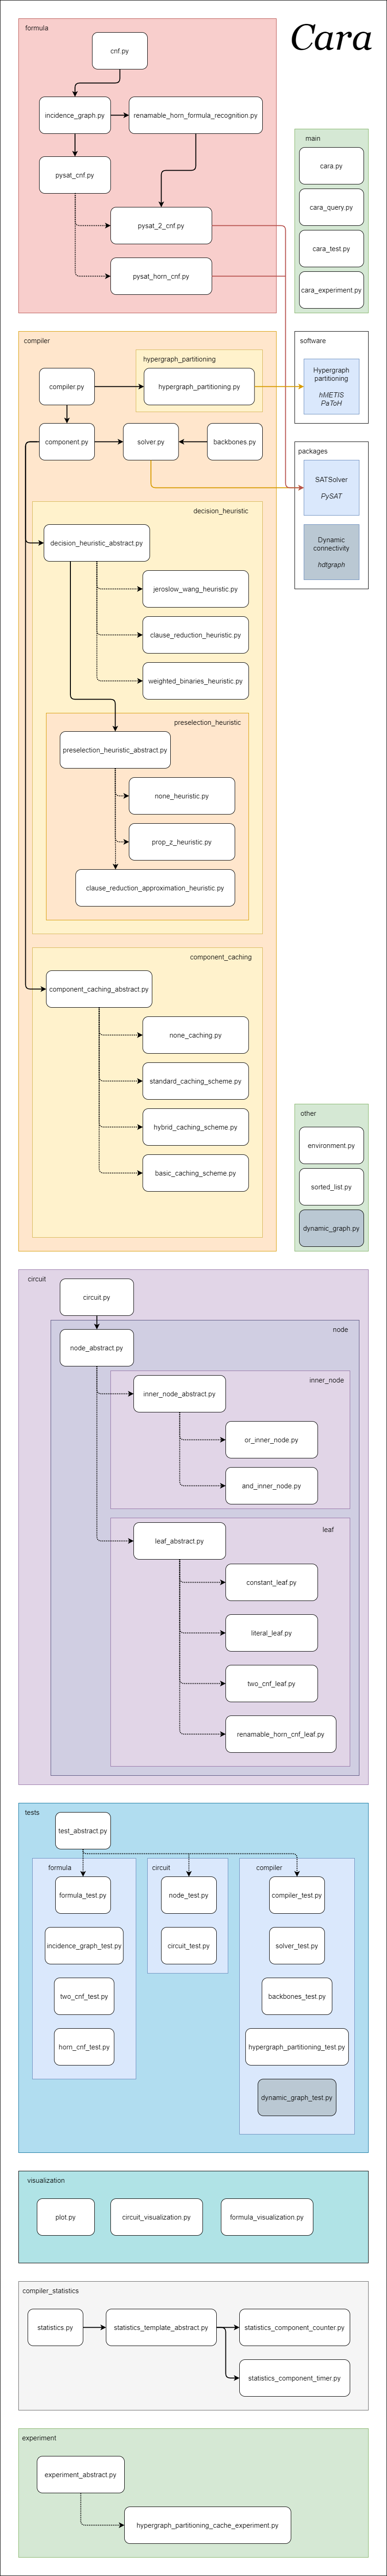 Cara
formula
cnf.py
incidence_graph.py
renamable_horn_formula_recognition.py
pysat_cnf.py
pysat_2_cnf.py
pysat_horn_cnf.py
main
cara.py
cara_query.py
cara_test.py
cara_experiment.py
compiler
hypergraph_partitioning
compiler.py
hypergraph_partitioning.py
component.py
solver.py
backbones.py
software
Hypergraph
partitioning
hMETIS
PaToH
packages
SATSolver
PySAT
Dynamic
connectivity
hdtgraph
decision_heuristic
decision_heuristic_abstract.py
jeroslow_wang_heuristic.py
clause_reduction_heuristic.py
weighted_binaries_heuristic.py
preselection_heuristic
preselection_heuristic_abstract.py
none_heuristic.py
prop_z_heuristic.py
clause_reduction_approximation_heuristic.py
component_caching
component_caching_abstract.py
none_caching.py
standard_caching_scheme.py
hybrid_caching_scheme.py
basic_caching_scheme.py
other
environment.py
sorted_list.py
dynamic_graph.py
circuit
circuit.py
node
node_abstract.py
inner_node
inner_node_abstract.py
or_inner_node.py
and_inner_node.py
leaf
leaf_abstract.py
constant_leaf.py
literal_leaf.py
two_cnf_leaf.py
renamable_horn_cnf_leaf.py
tests
test_abstract.py
formula
formula_test.py
incidence_graph_test.py
two_cnf_test.py
horn_cnf_test.py
circuit
node_test.py
circuit_test.py
compiler
compiler_test.py
solver_test.py
backbones_test.py
hypergraph_partitioning_test.py
dynamic_graph_test.py
visualization
plot.py
circuit_visualization.py
formula_visualization.py
compiler_statistics
statistics.py
statistics_template_abstract.py
statistics_component_counter.py
statistics_component_timer.py
experiment
experiment_abstract.py
hypergraph_partitioning_cache_experiment.py